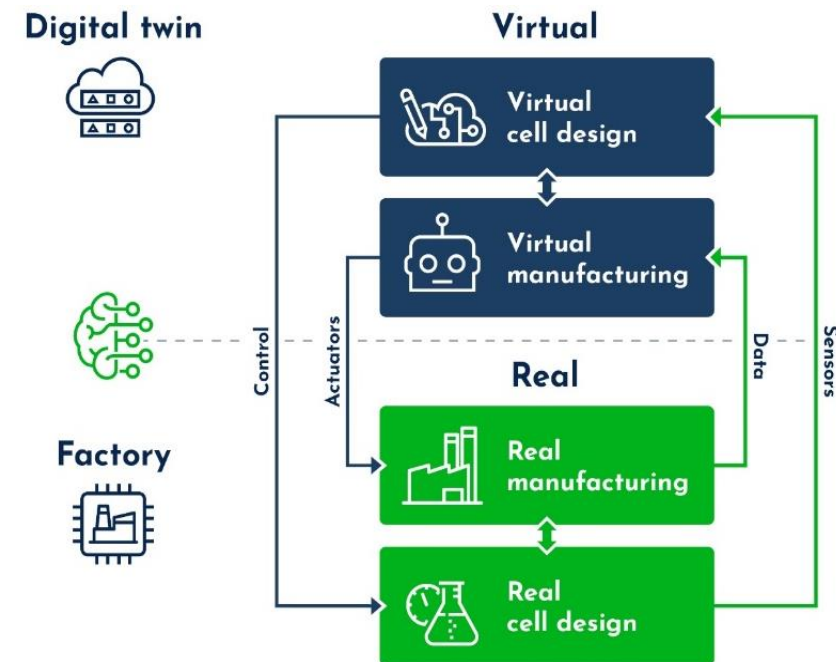 Digital twin
Virtual
Virtual
cell design
Virtual
manufacturing
Control
Actuators
Data
Sensors
Real
Factory
Real
manufacturing
Real
cell design